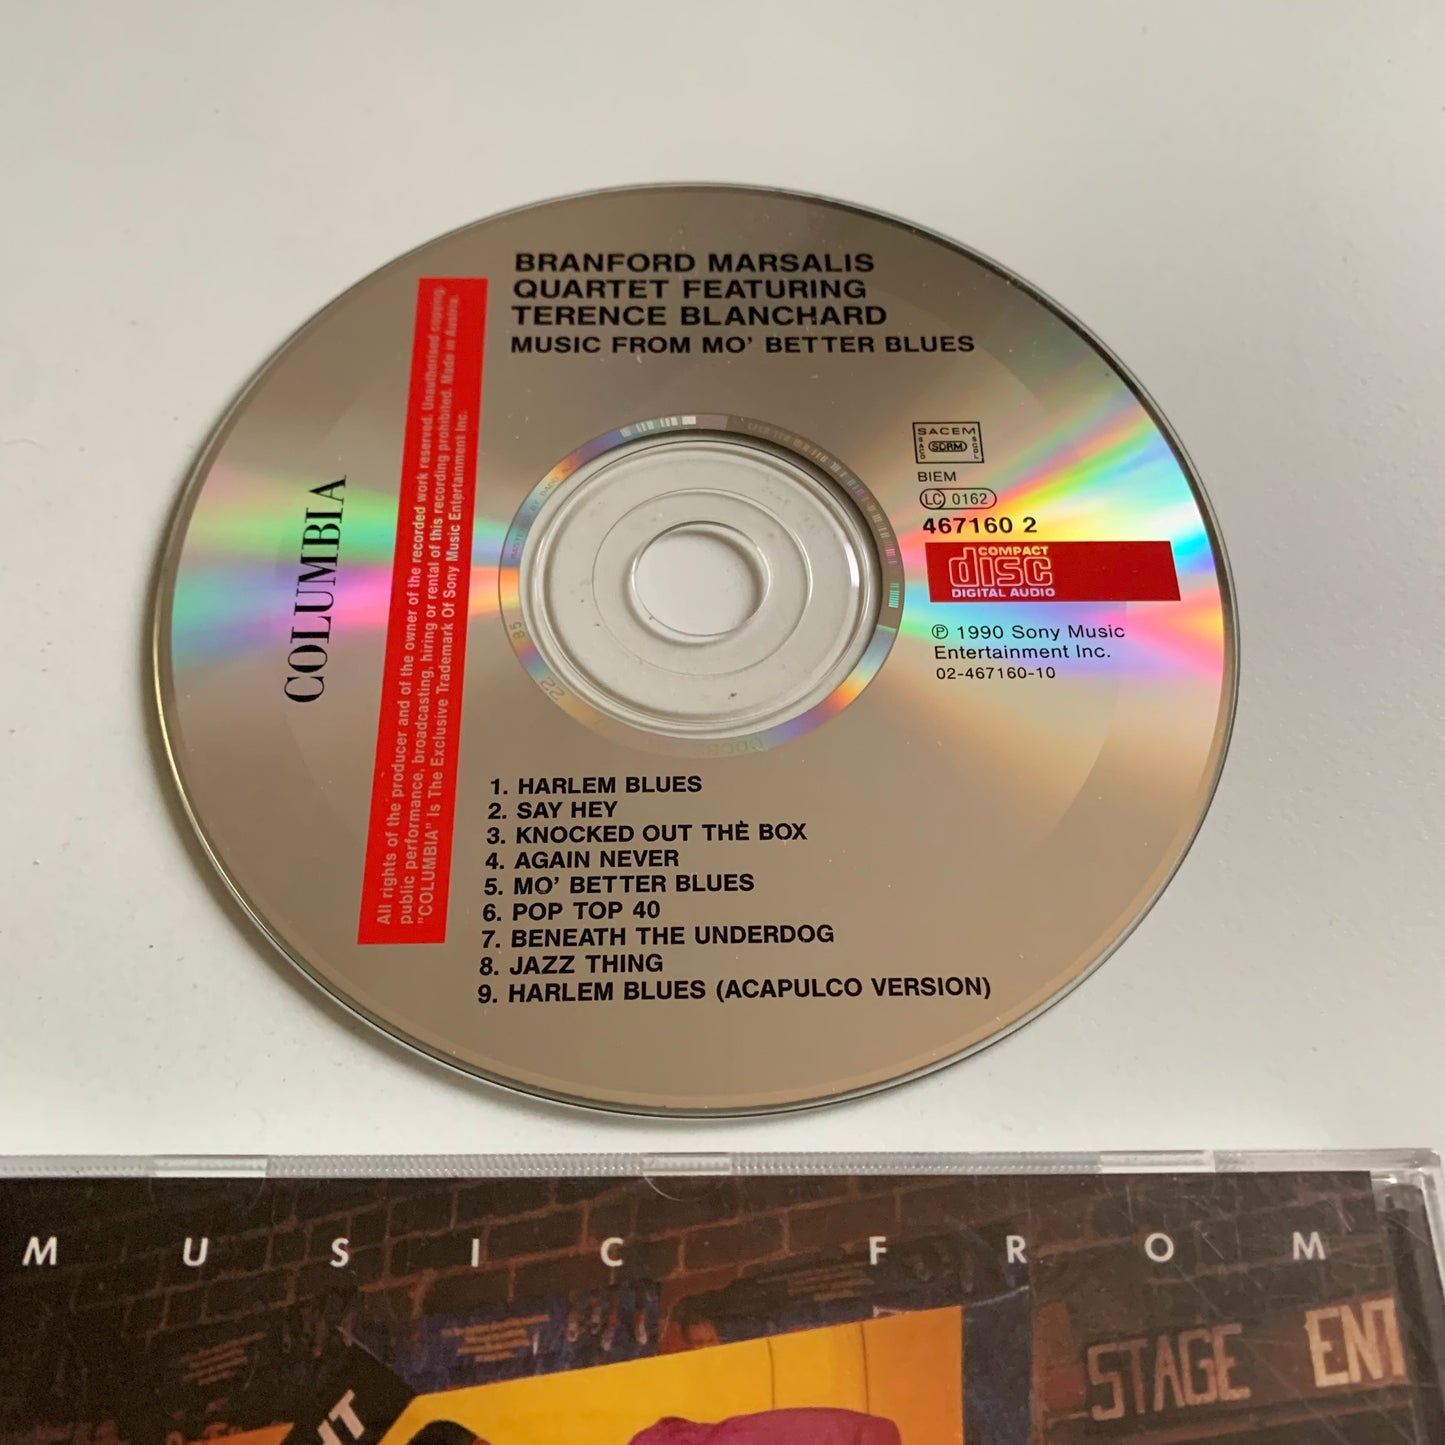 BRANFORD MARSALIS
QUARTET FEATURING
TERENCE BLANCHARD
MUSIC FROM MO' BETTER BLUES
COLUMBIA
All rights of the producer and of the owner of the recorded work reserved. Unauthorised copying,
public performance, broadcasting, hiring or rental of this recording prohibited. Made in Austria.
"COLUMBIA" Is The Exclusive Trademark Of Sony Music Entertainment Inc.
SACEM
SDRM
BIEM
LC 0162
467160 2
COMPACT
disc
DIGITAL AUDIO
℗ 1990 Sony Music
Entertainment Inc.
02-467160-10
1. HARLEM BLUES
2. SAY HEY
3. KNOCKED OUT THE BOX
4. AGAIN NEVER
5. MO' BETTER BLUES
6. POP TOP 40
7. BENEATH THE UNDERDOG
8. JAZZ THING
9. HARLEM BLUES (ACAPULCO VERSION)
MUSIC FROM
STAGE ENT